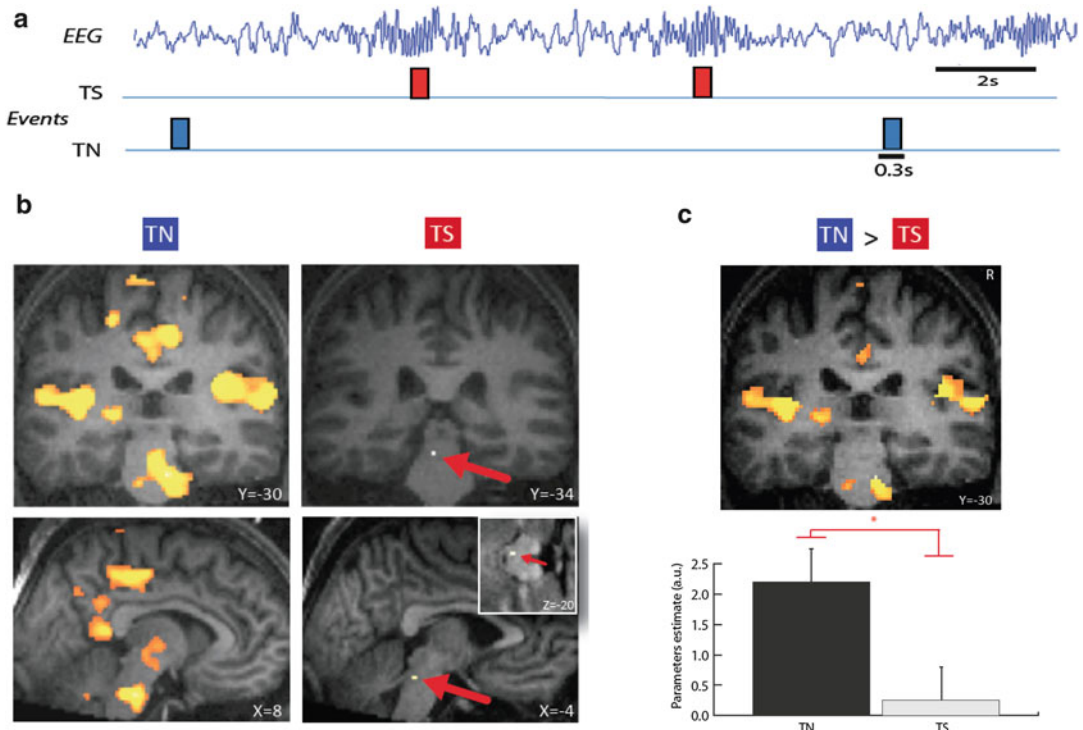 a
EEG
TS
2s
Events
TN
0.3s
b
TN
TS
Y=-30
Y=-34
X=8
Z=-20
X=-4
c
TN > TS
R
Y=-30
*
Parameters estimate (a.u.)
2.5
2.0
1.5
1.0
0.5
0.0
TN
TS